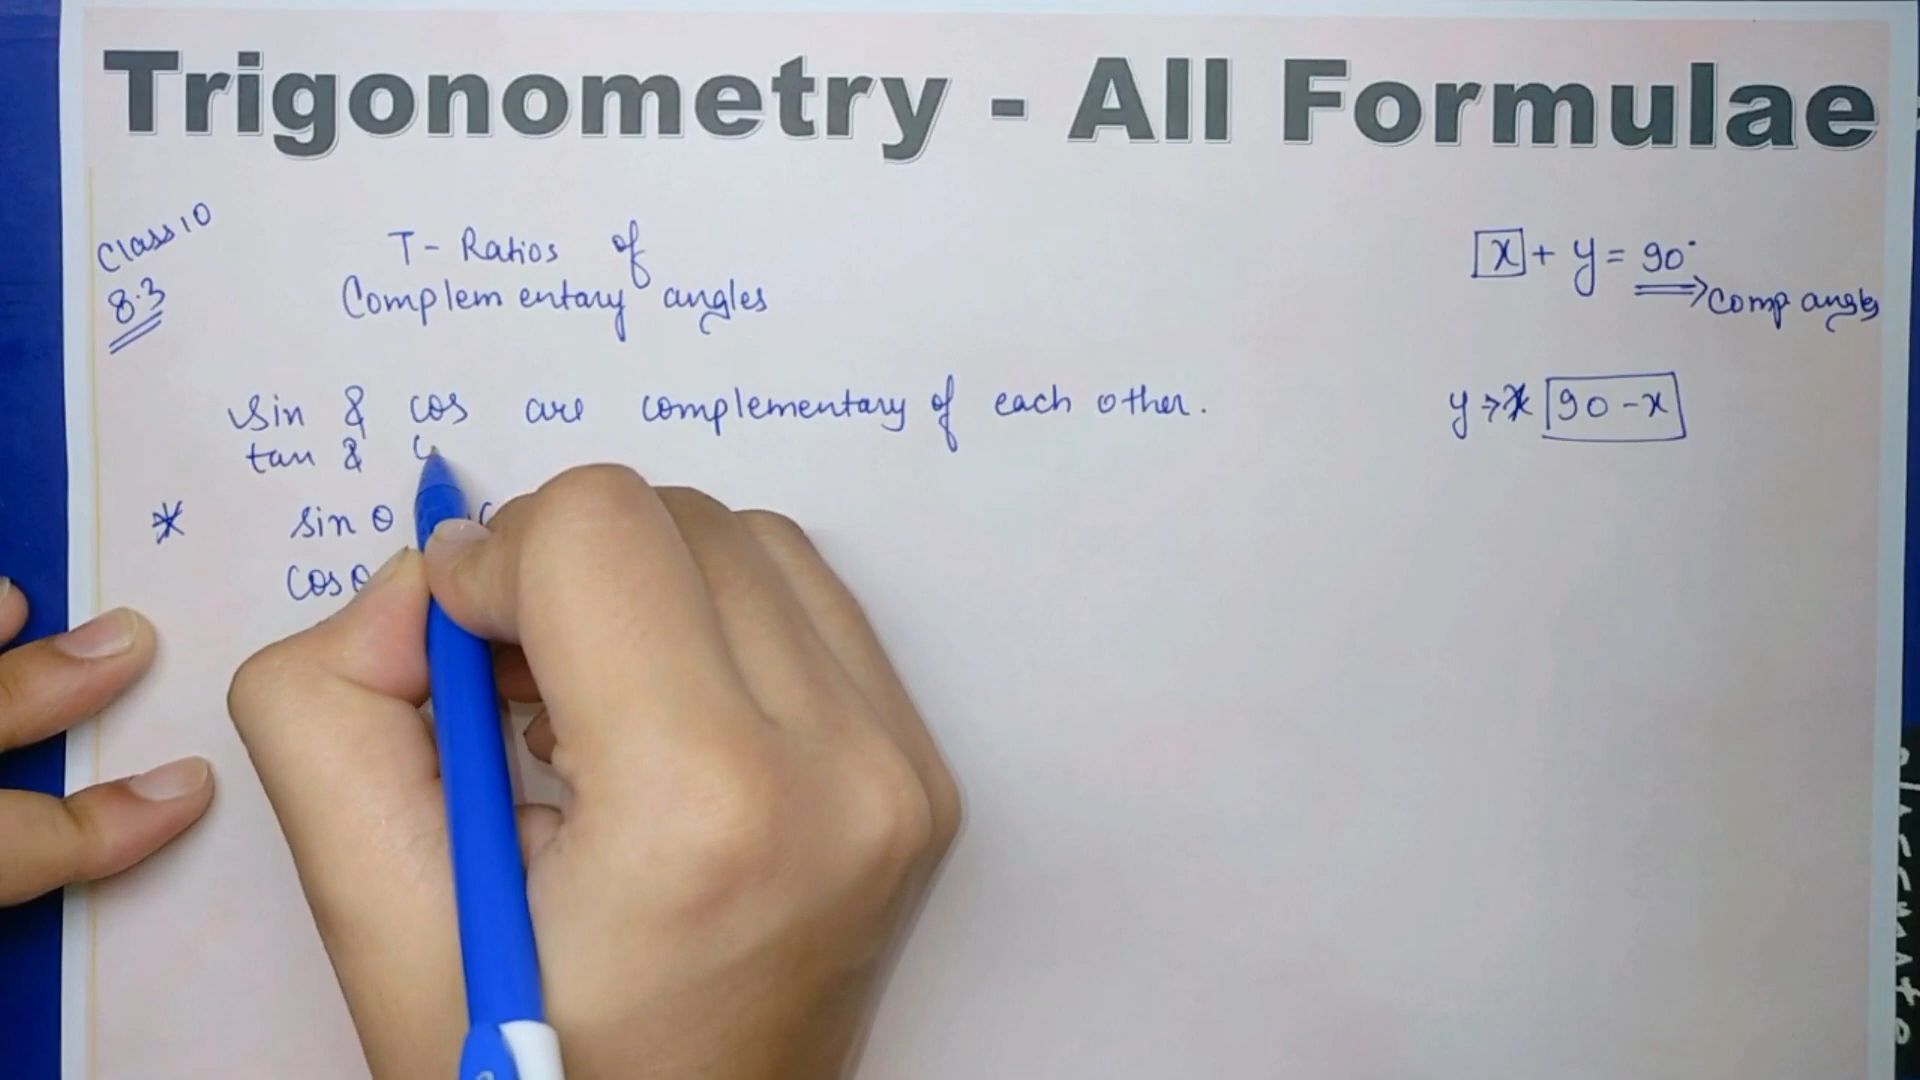 Trigonometry - All Formulae
Class 10
8.3
T- Ratios of
Complementary angles
x + y = 90°
comp angles
sin & cos are complementary of each other.
y → 90 - x
tan &
* sin θ
cos θ